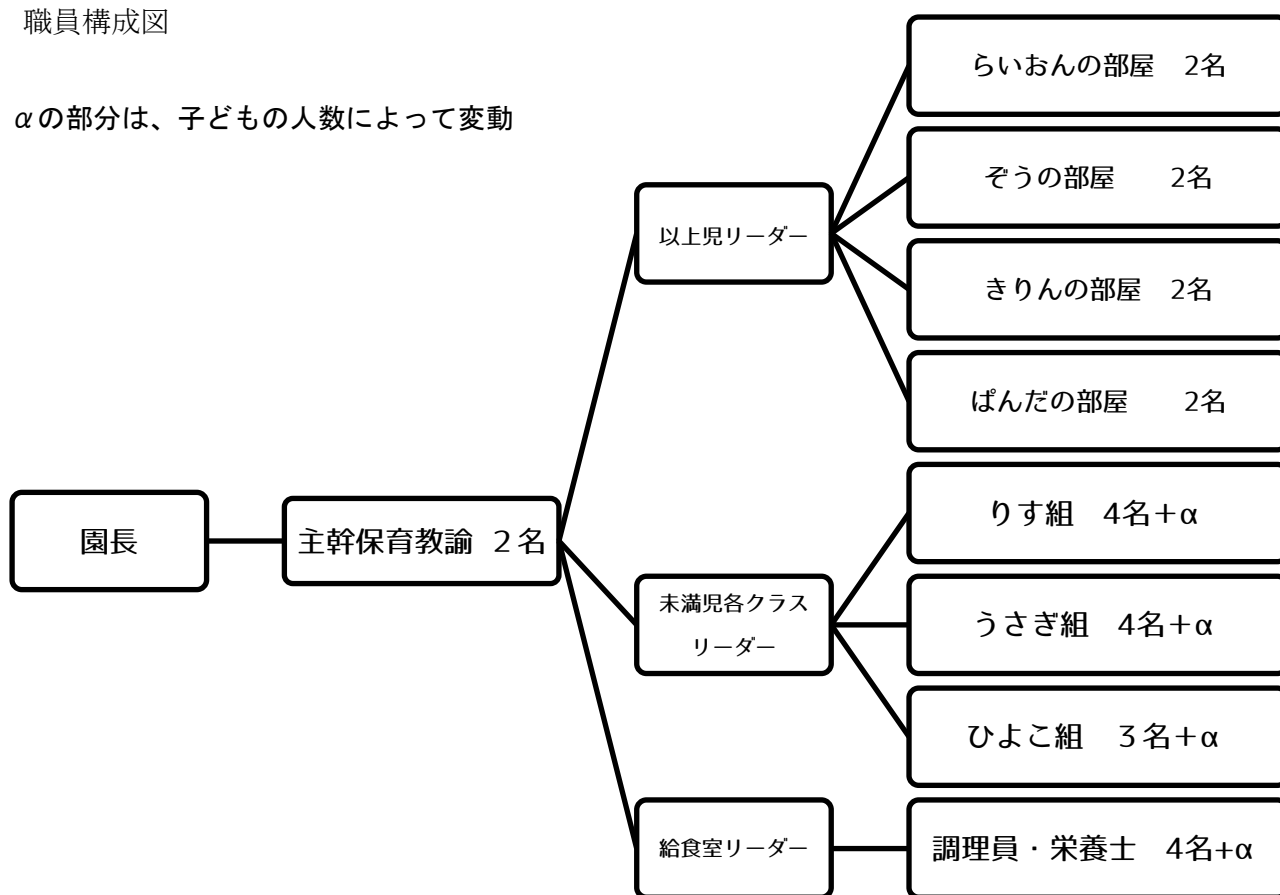 職員構成図
αの部分は、子どもの人数によって変動
らいおんの部屋　2名
ぞうの部屋　　2名
以上児リーダー
きりんの部屋　2名
ぱんだの部屋　　2名
園長
主幹保育教諭 ２名
りす組　4名＋α
未満児各クラス
リーダー
うさぎ組　4名＋α
ひよこ組　３名＋α
給食室リーダー
調理員・栄養士　4名+α